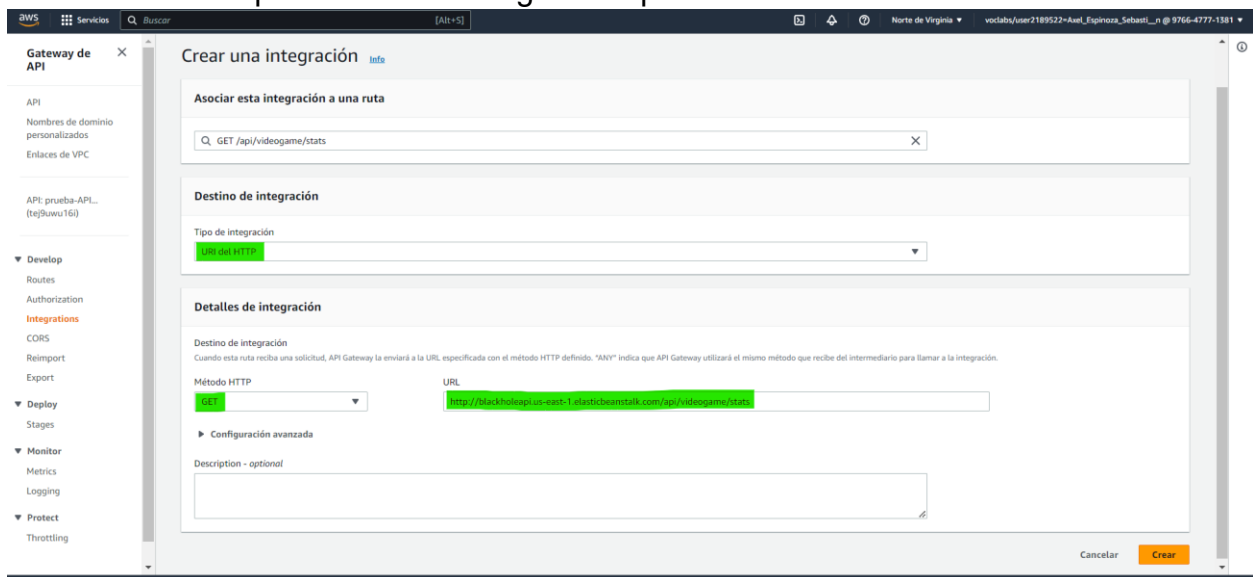 aws
Servicios
Buscar
[Alt+S]
Norte de Virginia ▼
voclabs/user2189522=Axel_Espinoza_Sebasti__n @ 9766-4777-1381 ▼
Gateway de
API
API
Nombres de dominio
personalizados
Enlaces de VPC
API: prueba-API...
(tej9uwu16i)
▼ Develop
Routes
Authorization
Integrations
CORS
Reimport
Export
▼ Deploy
Stages
▼ Monitor
Metrics
Logging
▼ Protect
Throttling
Crear una integración Info
Asociar esta integración a una ruta
GET /api/videogame/stats
Destino de integración
Tipo de integración
URI del HTTP
Detalles de integración
Destino de integración
Cuando esta ruta reciba una solicitud, API Gateway la enviará a la URL especificada con el método HTTP definido. "ANY" indica que API Gateway utilizará el mismo método que recibe del intermediario para llamar a la integración.
Método HTTP
GET
URL
http://blackholeapi.us-east-1.elasticbeanstalk.com/api/videogame/stats
Configuración avanzada
Description - optional
Cancelar
Crear